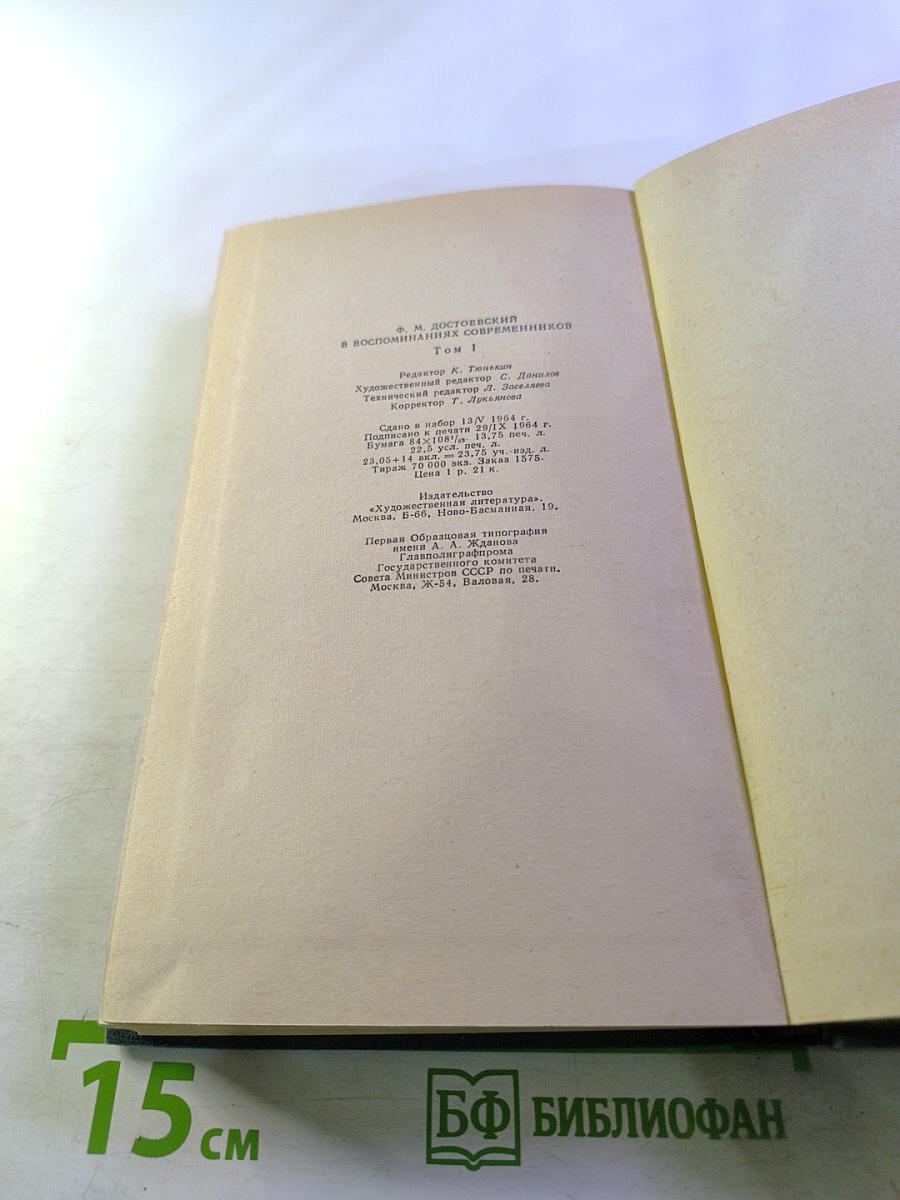 Ф. М. ДОСТОЕВСКИЙ
В ВОСПОМИНАНИЯХ СОВРЕМЕННИКОВ
Том 1
Редактор К. Тюнькин
Художественный редактор С. Данилов
Технический редактор Л. Заселяева
Корректор Т. Лукьянова
Сдано в набор 13/V 1964 г.
Подписано к печати 29/IX 1964 г.
Бумага 84×108¹/₃₂. 13,75 печ. л.
22,5 усл. печ. л.
23,05+14 вкл. = 23,75 уч.-изд. л.
Тираж 70 000 экз. Заказ 1575.
Цена 1 р. 21 к.
Издательство
«Художественная литература».
Москва, Б-66, Ново-Басманная, 19.
Первая Образцовая типография
имени А. А. Жданова
Главполиграфпрома
Государственного комитета
Совета Министров СССР по печати.
Москва, Ж-54, Валовая, 28.
15 см
БФ БИБЛИОФАН